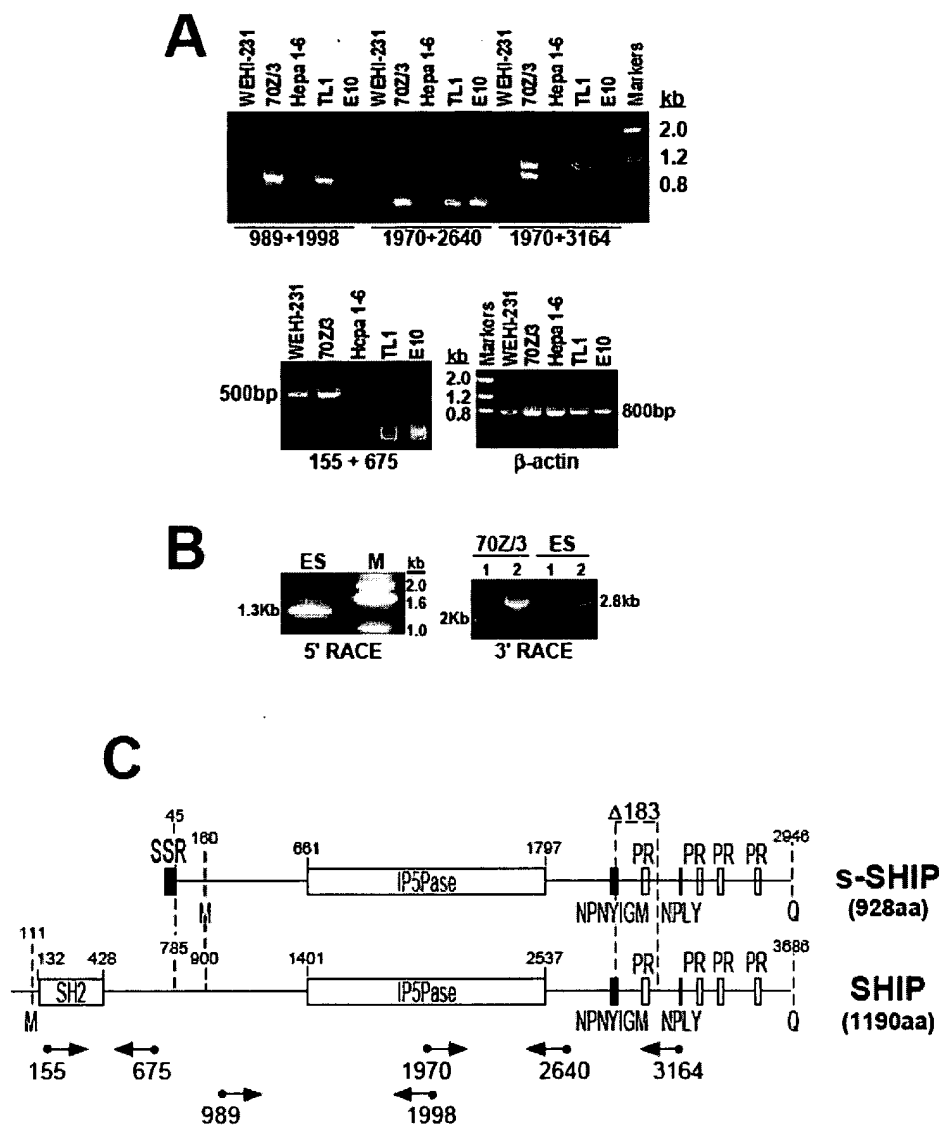 A
WEHI-231 70Z/3 Hepa 1-6 TL1 E10 WEHI-231 70Z/3 Hepa 1-6 TL1 E10 WEHI-231 70Z/3 Hepa 1-6 TL1 E10 Markers
kb
2.0
1.2
0.8
989+1998 1970+2640 1970+3164
WEHI-231 70Z/3 Hepa 1-6 TL1 E10
500bp
155 + 675
kb
Markers WEHI-231 70Z/3 Hepa 1-6 TL1 E10
2.0
1.2
0.8
800bp
β-actin
B
ES M kb
2.0
1.6
1.0
1.3Kb
5' RACE
70Z/3 ES
1 2 1 2
2Kb
2.8kb
3' RACE
C
Δ183
45 160 661 1797 2946
SSR PR PR PR PR
IP5Pase
M NPNYIGM NPLY Q
s-SHIP
(928aa)
111 132 428 785 900 1401 2537 3686
PR PR PR PR
SH2 IP5Pase
M NPNYIGM NPLY Q
SHIP
(1190aa)
155 675 1970 2640 3164
989 1998